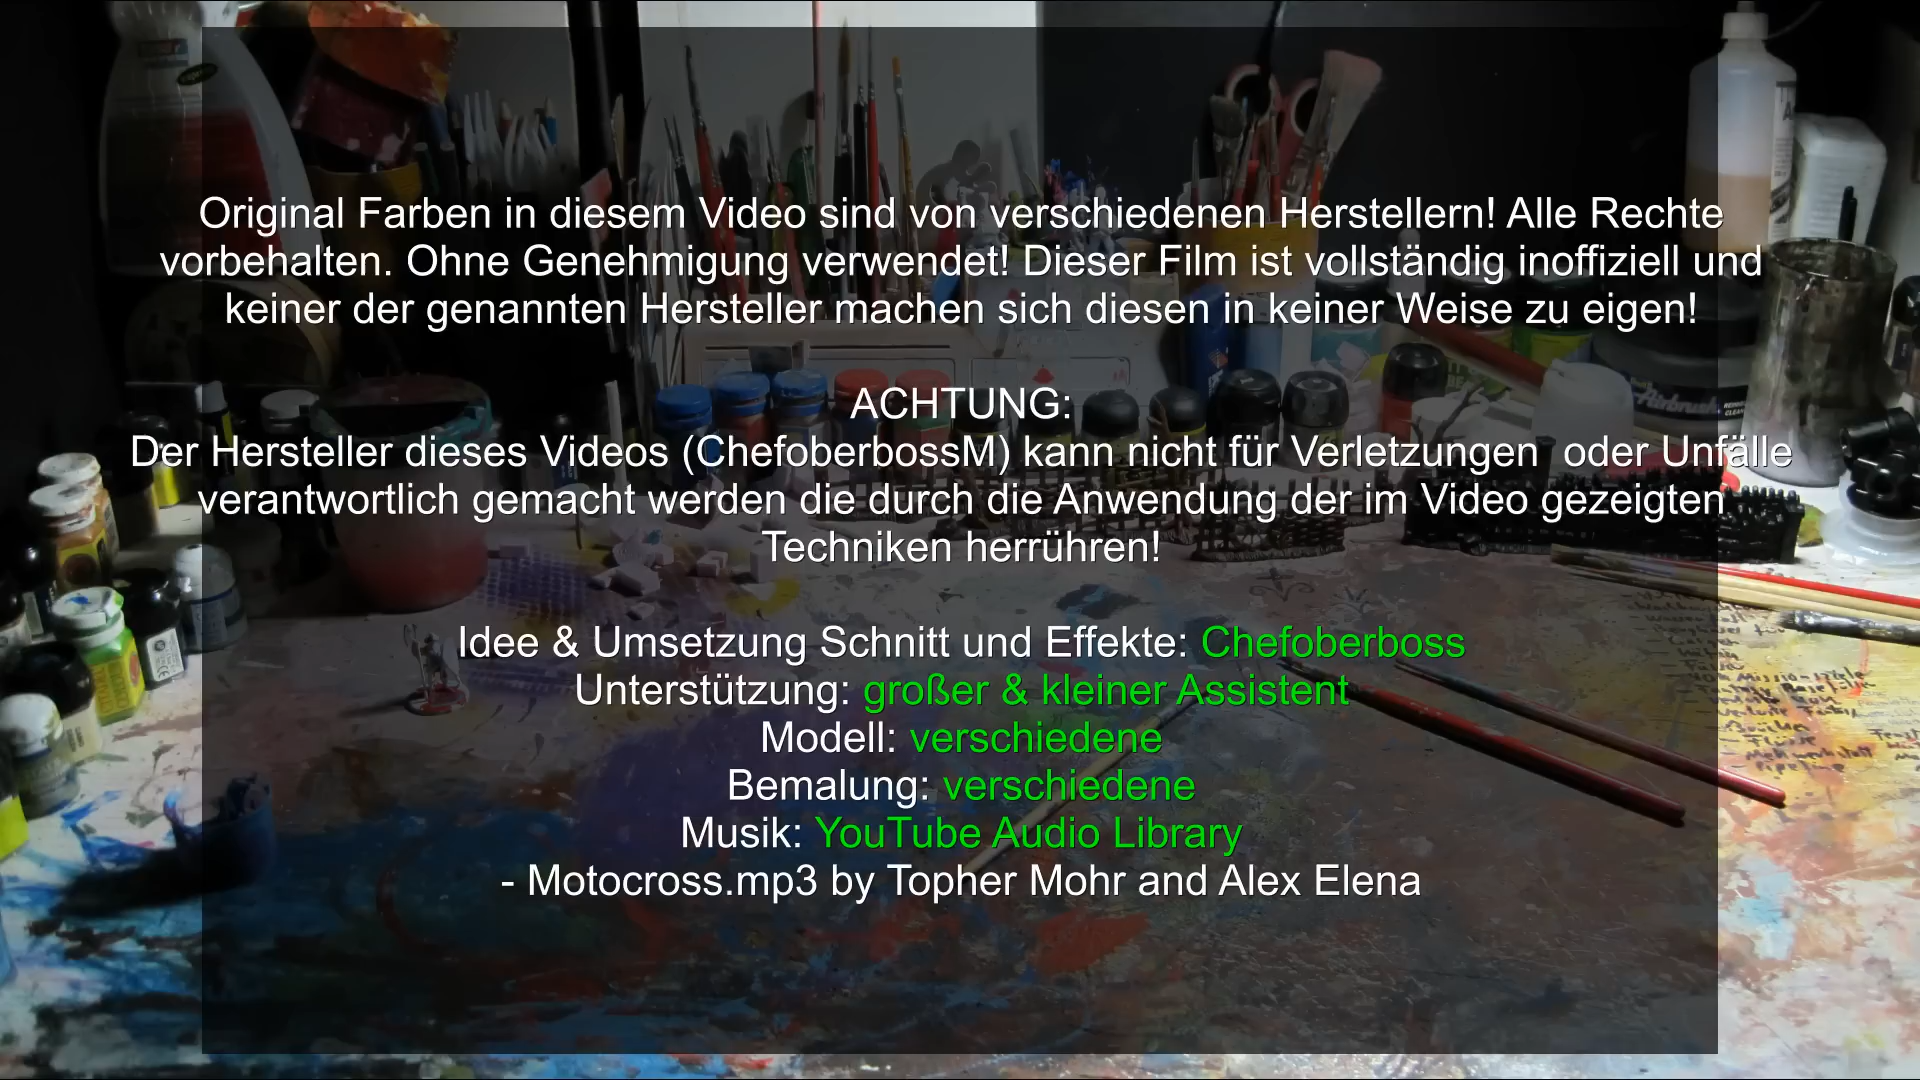 Original Farben in diesem Video sind von verschiedenen Herstellern! Alle Rechte
vorbehalten. Ohne Genehmigung verwendet! Dieser Film ist vollständig inoffiziell und
keiner der genannten Hersteller machen sich diesen in keiner Weise zu eigen!
ACHTUNG:
Der Hersteller dieses Videos (ChefoberbossM) kann nicht für Verletzungen  oder Unfälle
verantwortlich gemacht werden die durch die Anwendung der im Video gezeigten
Techniken herrühren!
Idee & Umsetzung Schnitt und Effekte: Chefoberboss
Unterstützung: großer & kleiner Assistent
Modell: verschiedene
Bemalung: verschiedene
Musik: YouTube Audio Library
- Motocross.mp3 by Topher Mohr and Alex Elena
Airbrush